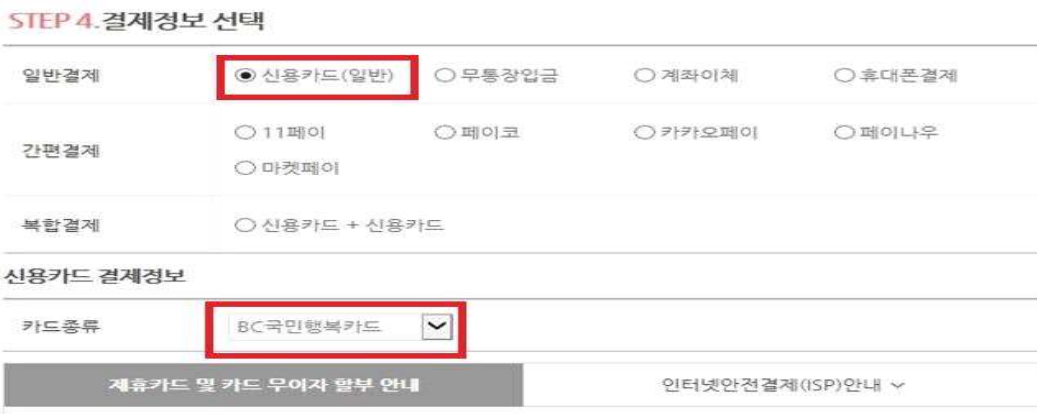 STEP 4.결제정보 선택
일반결제 신용카드(일반) 무통장입금 계좌이체 휴대폰결제
간편결제 11페이 페이코 카카오페이 페이나우
마켓페이
복합결제 신용카드 + 신용카드
신용카드 결제정보
카드종류 BC국민행복카드
제휴카드 및 카드 무이자 할부 안내 인터넷안전결제(ISP)안내